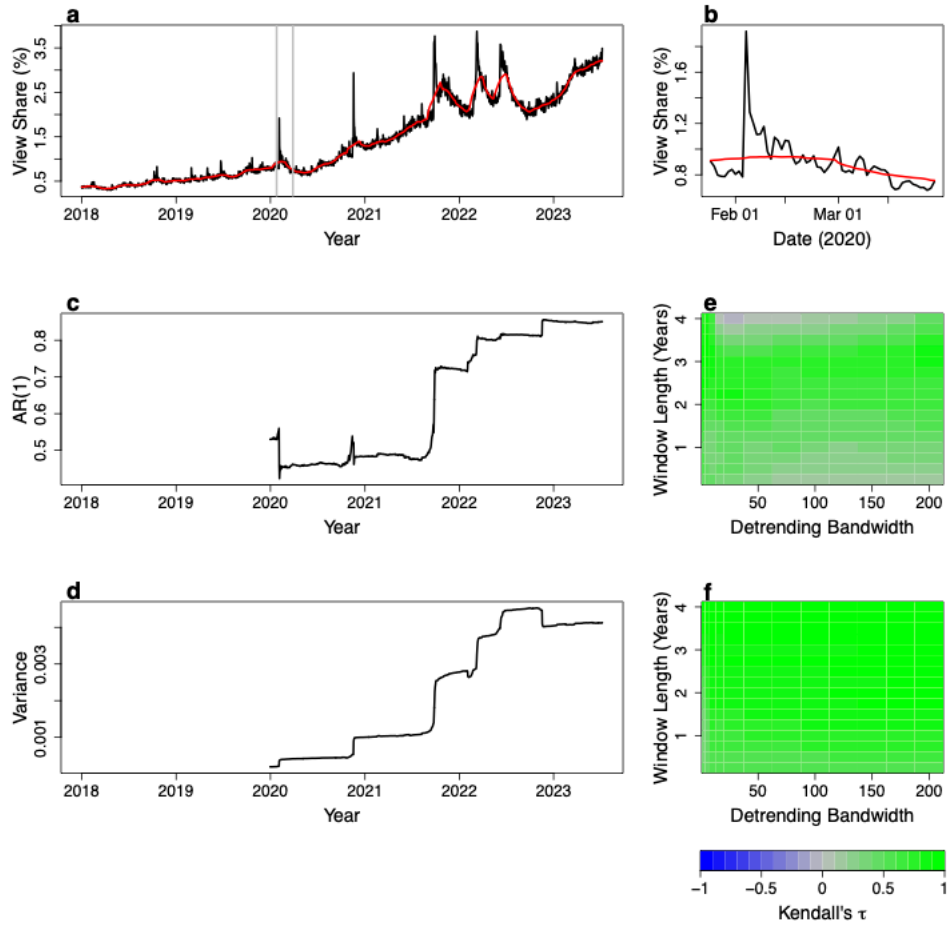 a
View Share (%)
0.5 1.5 2.5 3.5
2018 2019 2020 2021 2022 2023
Year
b
View Share (%)
0.8 1.2 1.6
Feb 01 Mar 01
Date (2020)
c
AR(1)
0.5 0.6 0.7 0.8
2018 2019 2020 2021 2022 2023
Year
e
Window Length (Years)
1 2 3 4
50 100 150 200
Detrending Bandwidth
d
Variance
0.001 0.003
2018 2019 2020 2021 2022 2023
Year
f
Window Length (Years)
1 2 3 4
50 100 150 200
Detrending Bandwidth
−1 −0.5 0 0.5 1
Kendall's τ